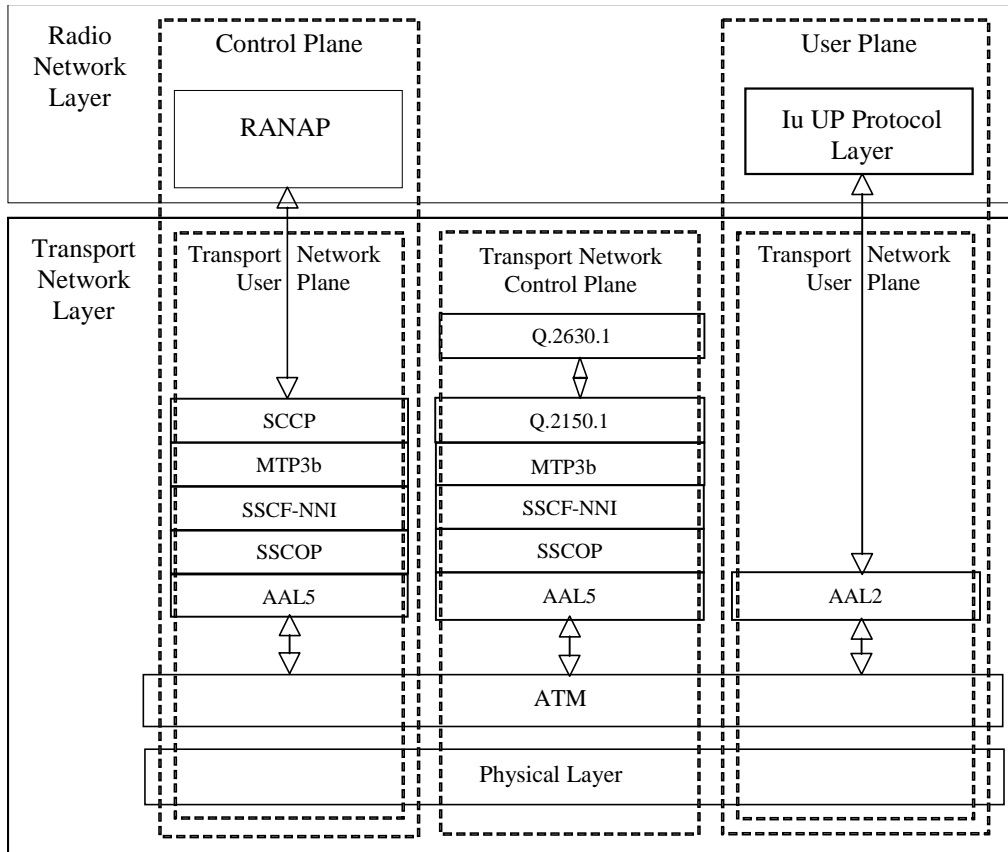 Radio
Network
Layer
Control Plane
User Plane
RANAP
Iu UP Protocol
Layer
Transport
Network
Layer
Transport Network
User Plane
Transport Network
Control Plane
Transport Network
User Plane
Q.2630.1
SCCP
MTP3b
SSCF-NNI
SSCOP
AAL5
Q.2150.1
MTP3b
SSCF-NNI
SSCOP
AAL5
AAL2
ATM
Physical Layer